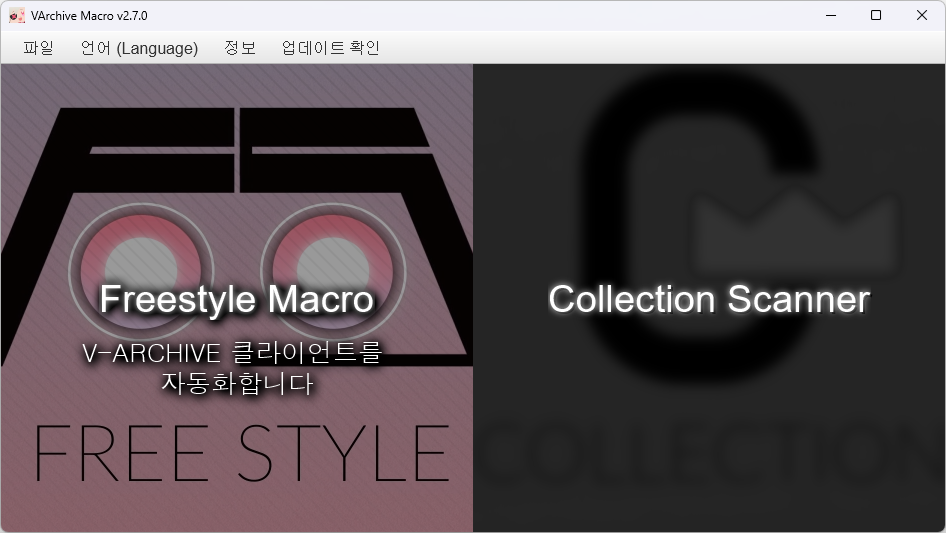 VArchive Macro v2.7.0
파일 언어 (Language) 정보 업데이트 확인
Freestyle Macro
V-ARCHIVE 클라이언트를
자동화합니다
FREE STYLE
Collection Scanner
COLLECTION